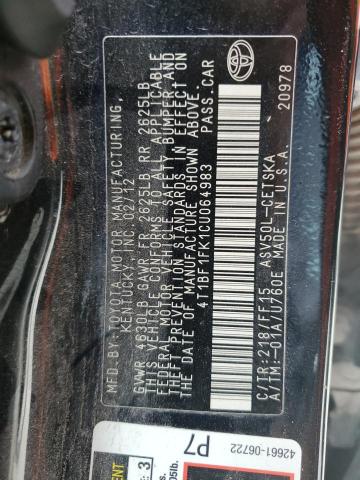 MFD.BY:TOYOTA MOTOR MANUFACTURING,
KENTUCKY, INC. 02/12
GVWR 4630LB GAWR FR 2625LB RR 2625LB
THIS VEHICLE CONFORMS TO ALL APPLICABLE
FEDERAL MOTOR VEHICLE SAFETY, BUMPER, AND
THEFT PREVENTION STANDARDS IN EFFECT ON
THE DATE OF MANUFACTURE SHOWN ABOVE.
4T1BF1FK1CU064983 PASS.CAR
C/TR:218/FF15 ASV50L-CETSKA
A/TM:-01A/U760E MADE IN U.S.A. 20978
42661-06722
P7
3